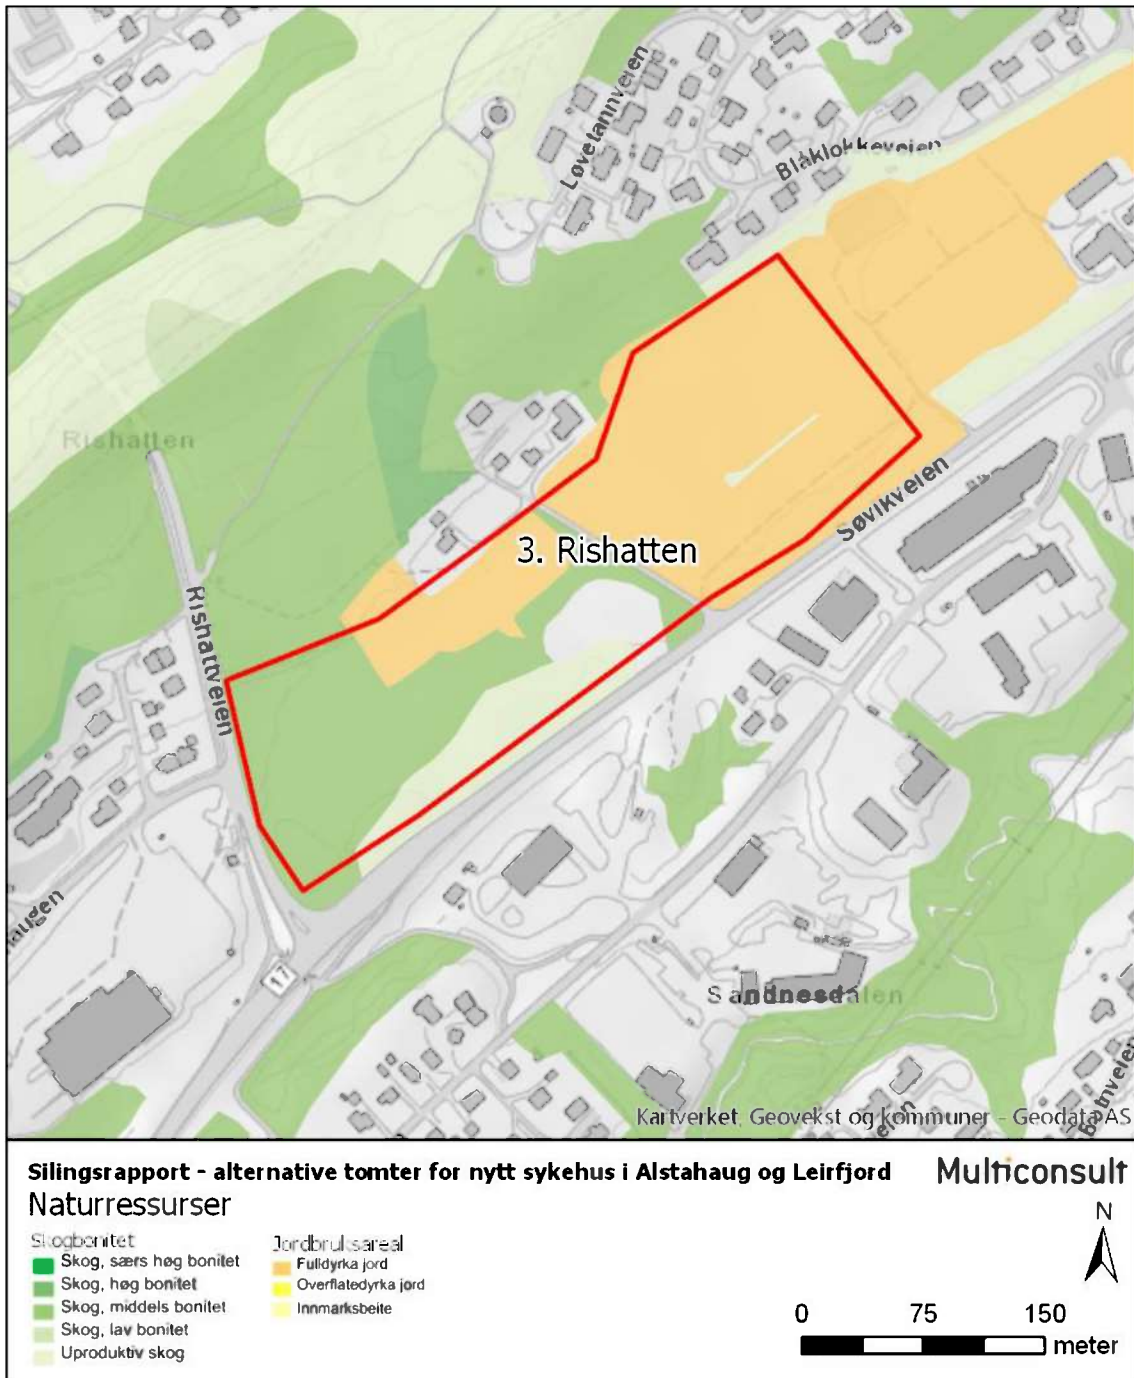 Løvetannveien
Blåklokkeveien
Rishatten
Søvikveien
3. Rishatten
Rishattveien
17
Sandnesdalen
Kartverket, Geovekst og kommuner - Geodata AS
Silingsrapport - alternative tomter for nytt sykehus i Alstahaug og Leirfjord
Multiconsult
Naturressurser
N
Skogbonitet
Jordbruksareal
Skog, særs høg bonitet
Fulldyrka jord
Skog, høg bonitet
Overflatedyrka jord
Skog, middels bonitet
Innmarksbeite
Skog, lav bonitet
Uproduktiv skog
0 75 150
meter